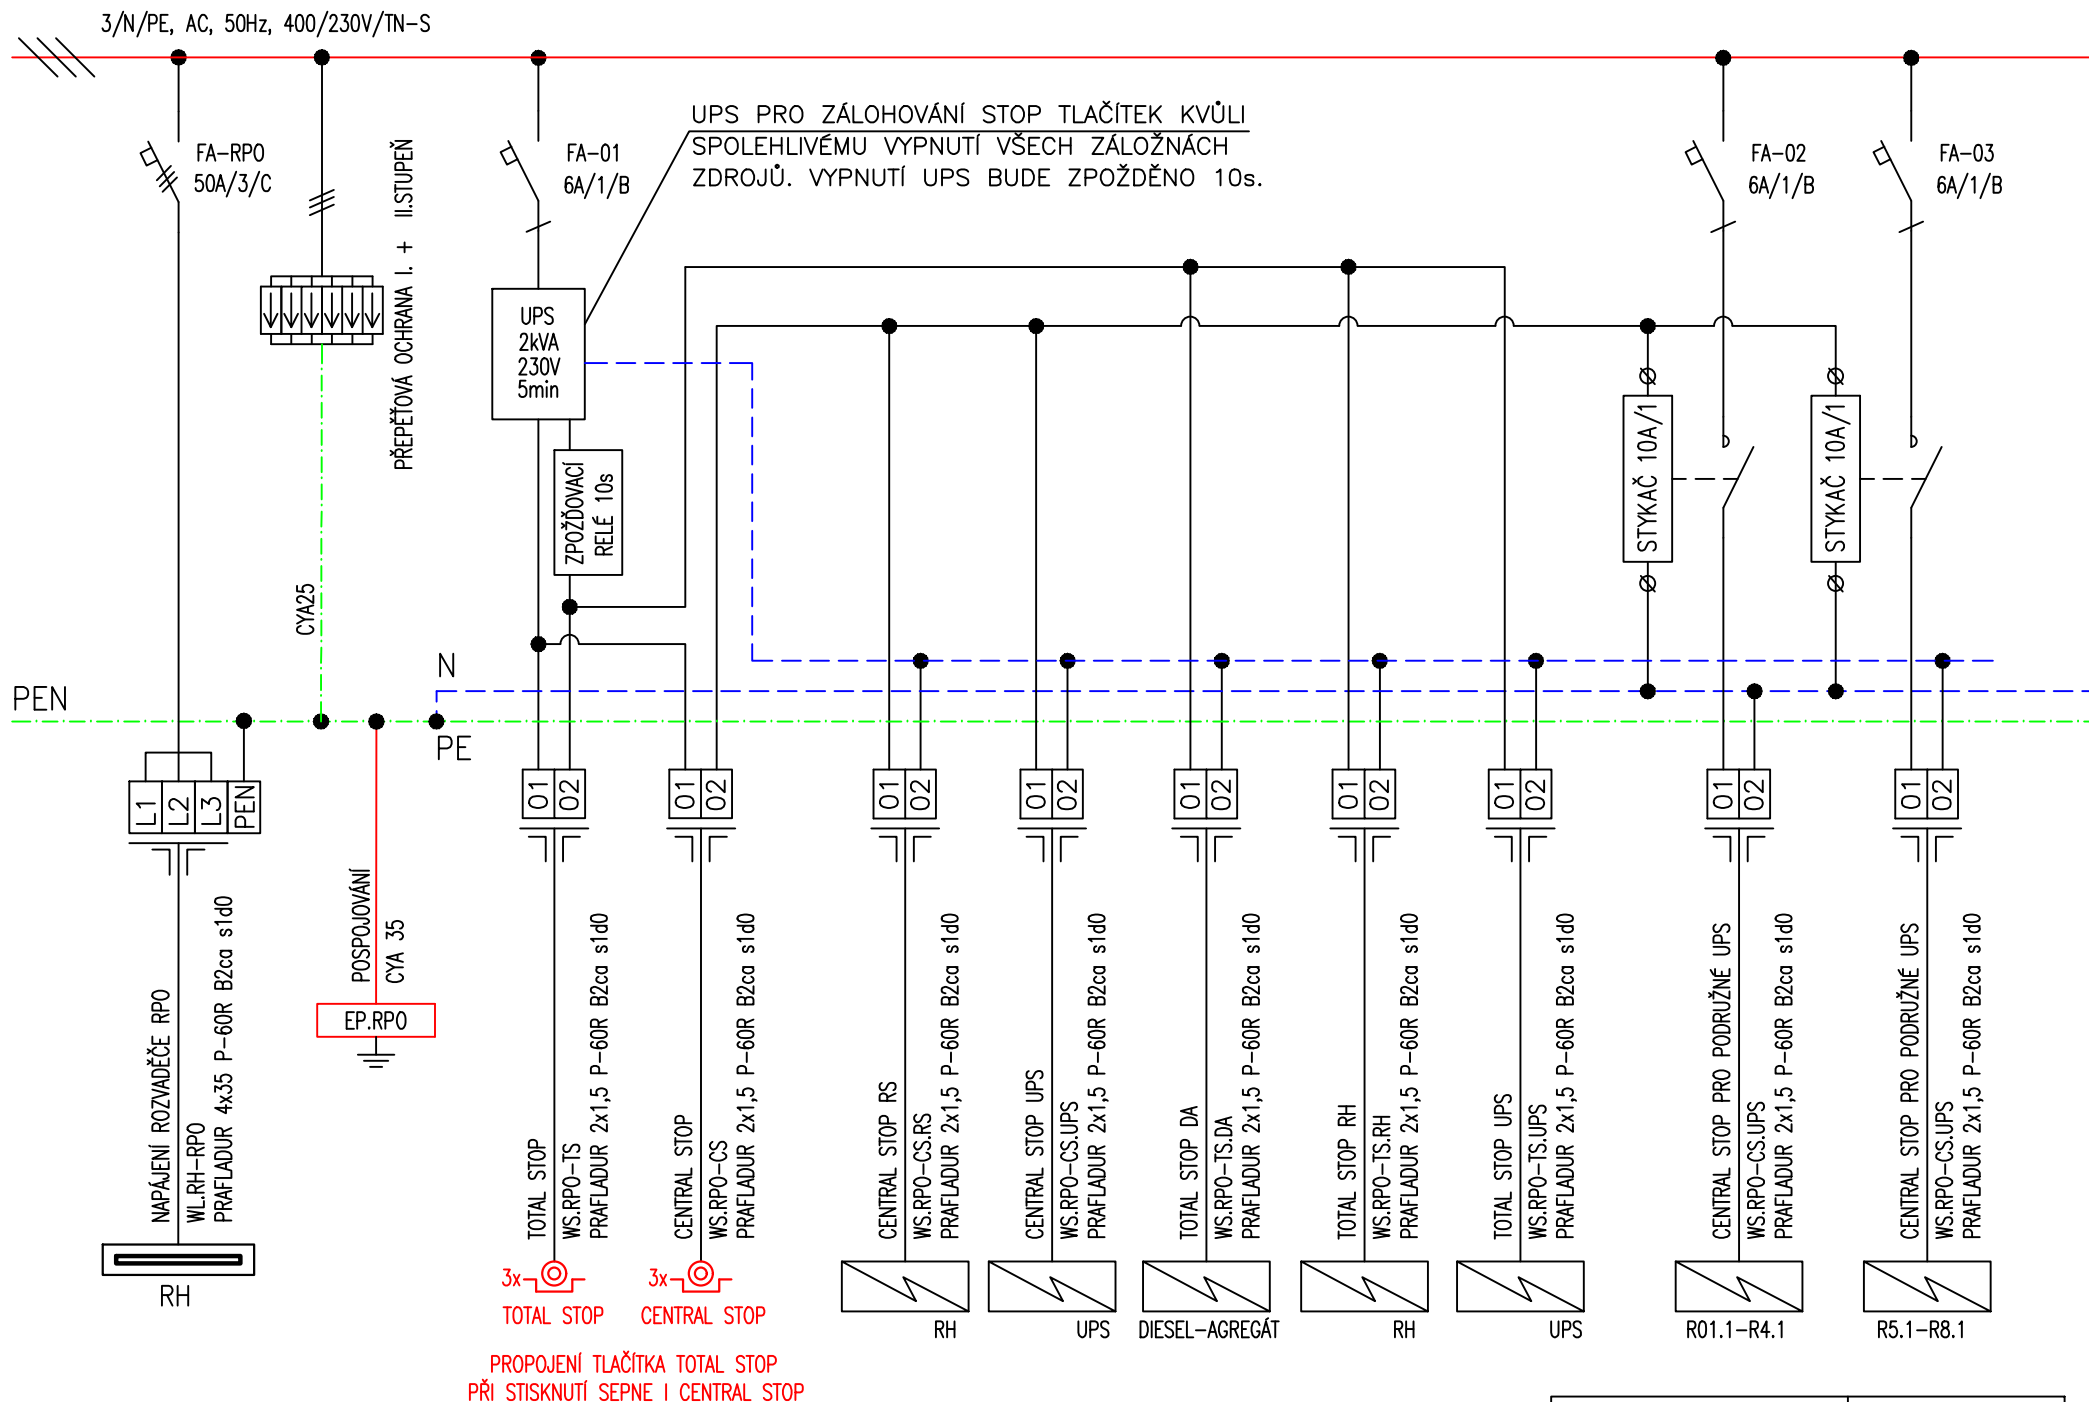 3/N/PE, AC, 50Hz, 400/230V/TN-S
FA-RPO
50A/3/C
PŘEPĚŤOVÁ OCHRANA I. + II.STUPEŇ
FA-01
6A/1/B
UPS PRO ZÁLOHOVÁNÍ STOP TLAČÍTEK KVŮLI
SPOLEHLIVÉMU VYPNUTÍ VŠECH ZÁLOŽNÁCH
ZDROJŮ. VYPNUTÍ UPS BUDE ZPOŽDĚNO 10s.
FA-02
6A/1/B
FA-03
6A/1/B
UPS
2kVA
230V
5min
ZPOŽĎOVACÍ
RELÉ 10s
STYKAČ 10A/1
STYKAČ 10A/1
CYA25
PEN
N
PE
L1
L2
L3
PEN
01
02
01
02
01
02
01
02
01
02
01
02
01
02
01
02
01
02
NAPÁJENÍ ROZVADĚČE RPO
WL.RH-RPO
PRAFLADUR 4x35 P-60R B2ca s1d0
RH
POSPOJOVÁNÍ
CYA 35
EP.RPO
TOTAL STOP
WS.RPO-TS
PRAFLADUR 2x1,5 P-60R B2ca s1d0
3x
TOTAL STOP
CENTRAL STOP
WS.RPO-CS
PRAFLADUR 2x1,5 P-60R B2ca s1d0
3x
CENTRAL STOP
PROPOJENÍ TLAČÍTKA TOTAL STOP
PŘI STISKNUTÍ SEPNE I CENTRAL STOP
CENTRAL STOP RS
WS.RPO-CS.RS
PRAFLADUR 2x1,5 P-60R B2ca s1d0
RH
CENTRAL STOP UPS
WS.RPO-CS.UPS
PRAFLADUR 2x1,5 P-60R B2ca s1d0
UPS
TOTAL STOP DA
WS.RPO-TS.DA
PRAFLADUR 2x1,5 P-60R B2ca s1d0
DIESEL-AGREGÁT
TOTAL STOP RH
WS.RPO-TS.RH
PRAFLADUR 2x1,5 P-60R B2ca s1d0
RH
TOTAL STOP UPS
WS.RPO-TS.UPS
PRAFLADUR 2x1,5 P-60R B2ca s1d0
UPS
CENTRAL STOP PRO PODRUŽNÉ UPS
WS.RPO-CS.UPS
PRAFLADUR 2x1,5 P-60R B2ca s1d0
R01.1-R4.1
CENTRAL STOP PRO PODRUŽNÉ UPS
WS.RPO-CS.UPS
PRAFLADUR 2x1,5 P-60R B2ca s1d0
R5.1-R8.1